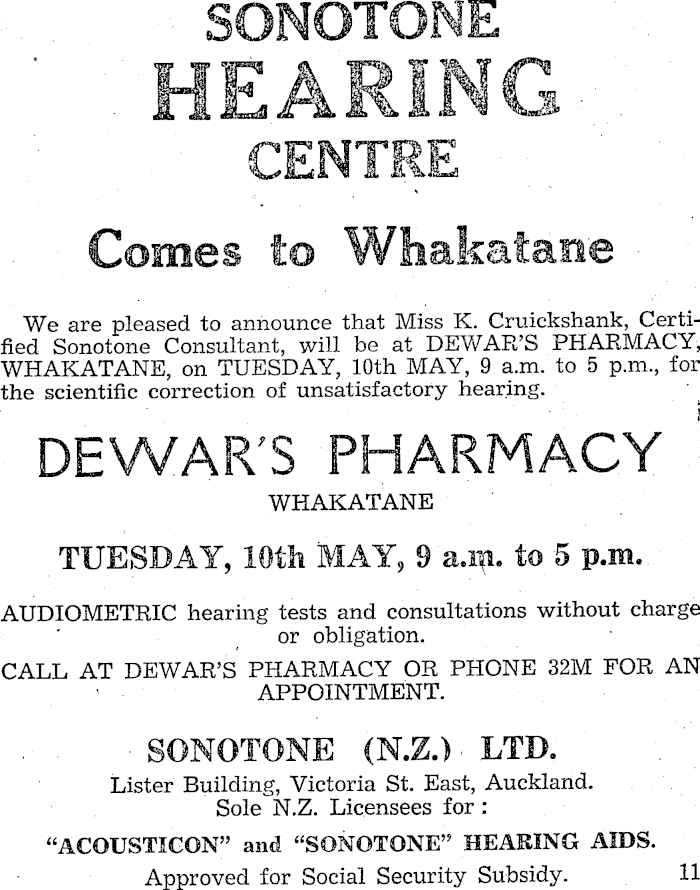 SONOTONE
HEARING
CENTRE
Comes to Whakatane
We are pleased to announce that Miss K. Cruickshank, Certi-
fied Sonotone Consultant, will be at DEWAR'S PHARMACY,
WHAKATANE, on TUESDAY, 10th MAY, 9 a.m. to 5 p.m., for
the scientific correction of unsatisfactory hearing.
DEWAR'S PHARMACY
WHAKATANE
TUESDAY, 10th MAY, 9 a.m. to 5 p.m.
AUDIOMETRIC hearing tests and consultations without charge
or obligation.
CALL AT DEWAR'S PHARMACY OR PHONE 32M FOR AN
APPOINTMENT.
SONOTONE (N.Z.) LTD.
Lister Building, Victoria St. East, Auckland.
Sole N.Z. Licensees for :
"ACOUSTICON" and "SONOTONE" HEARING AIDS.
Approved for Social Security Subsidy. 11